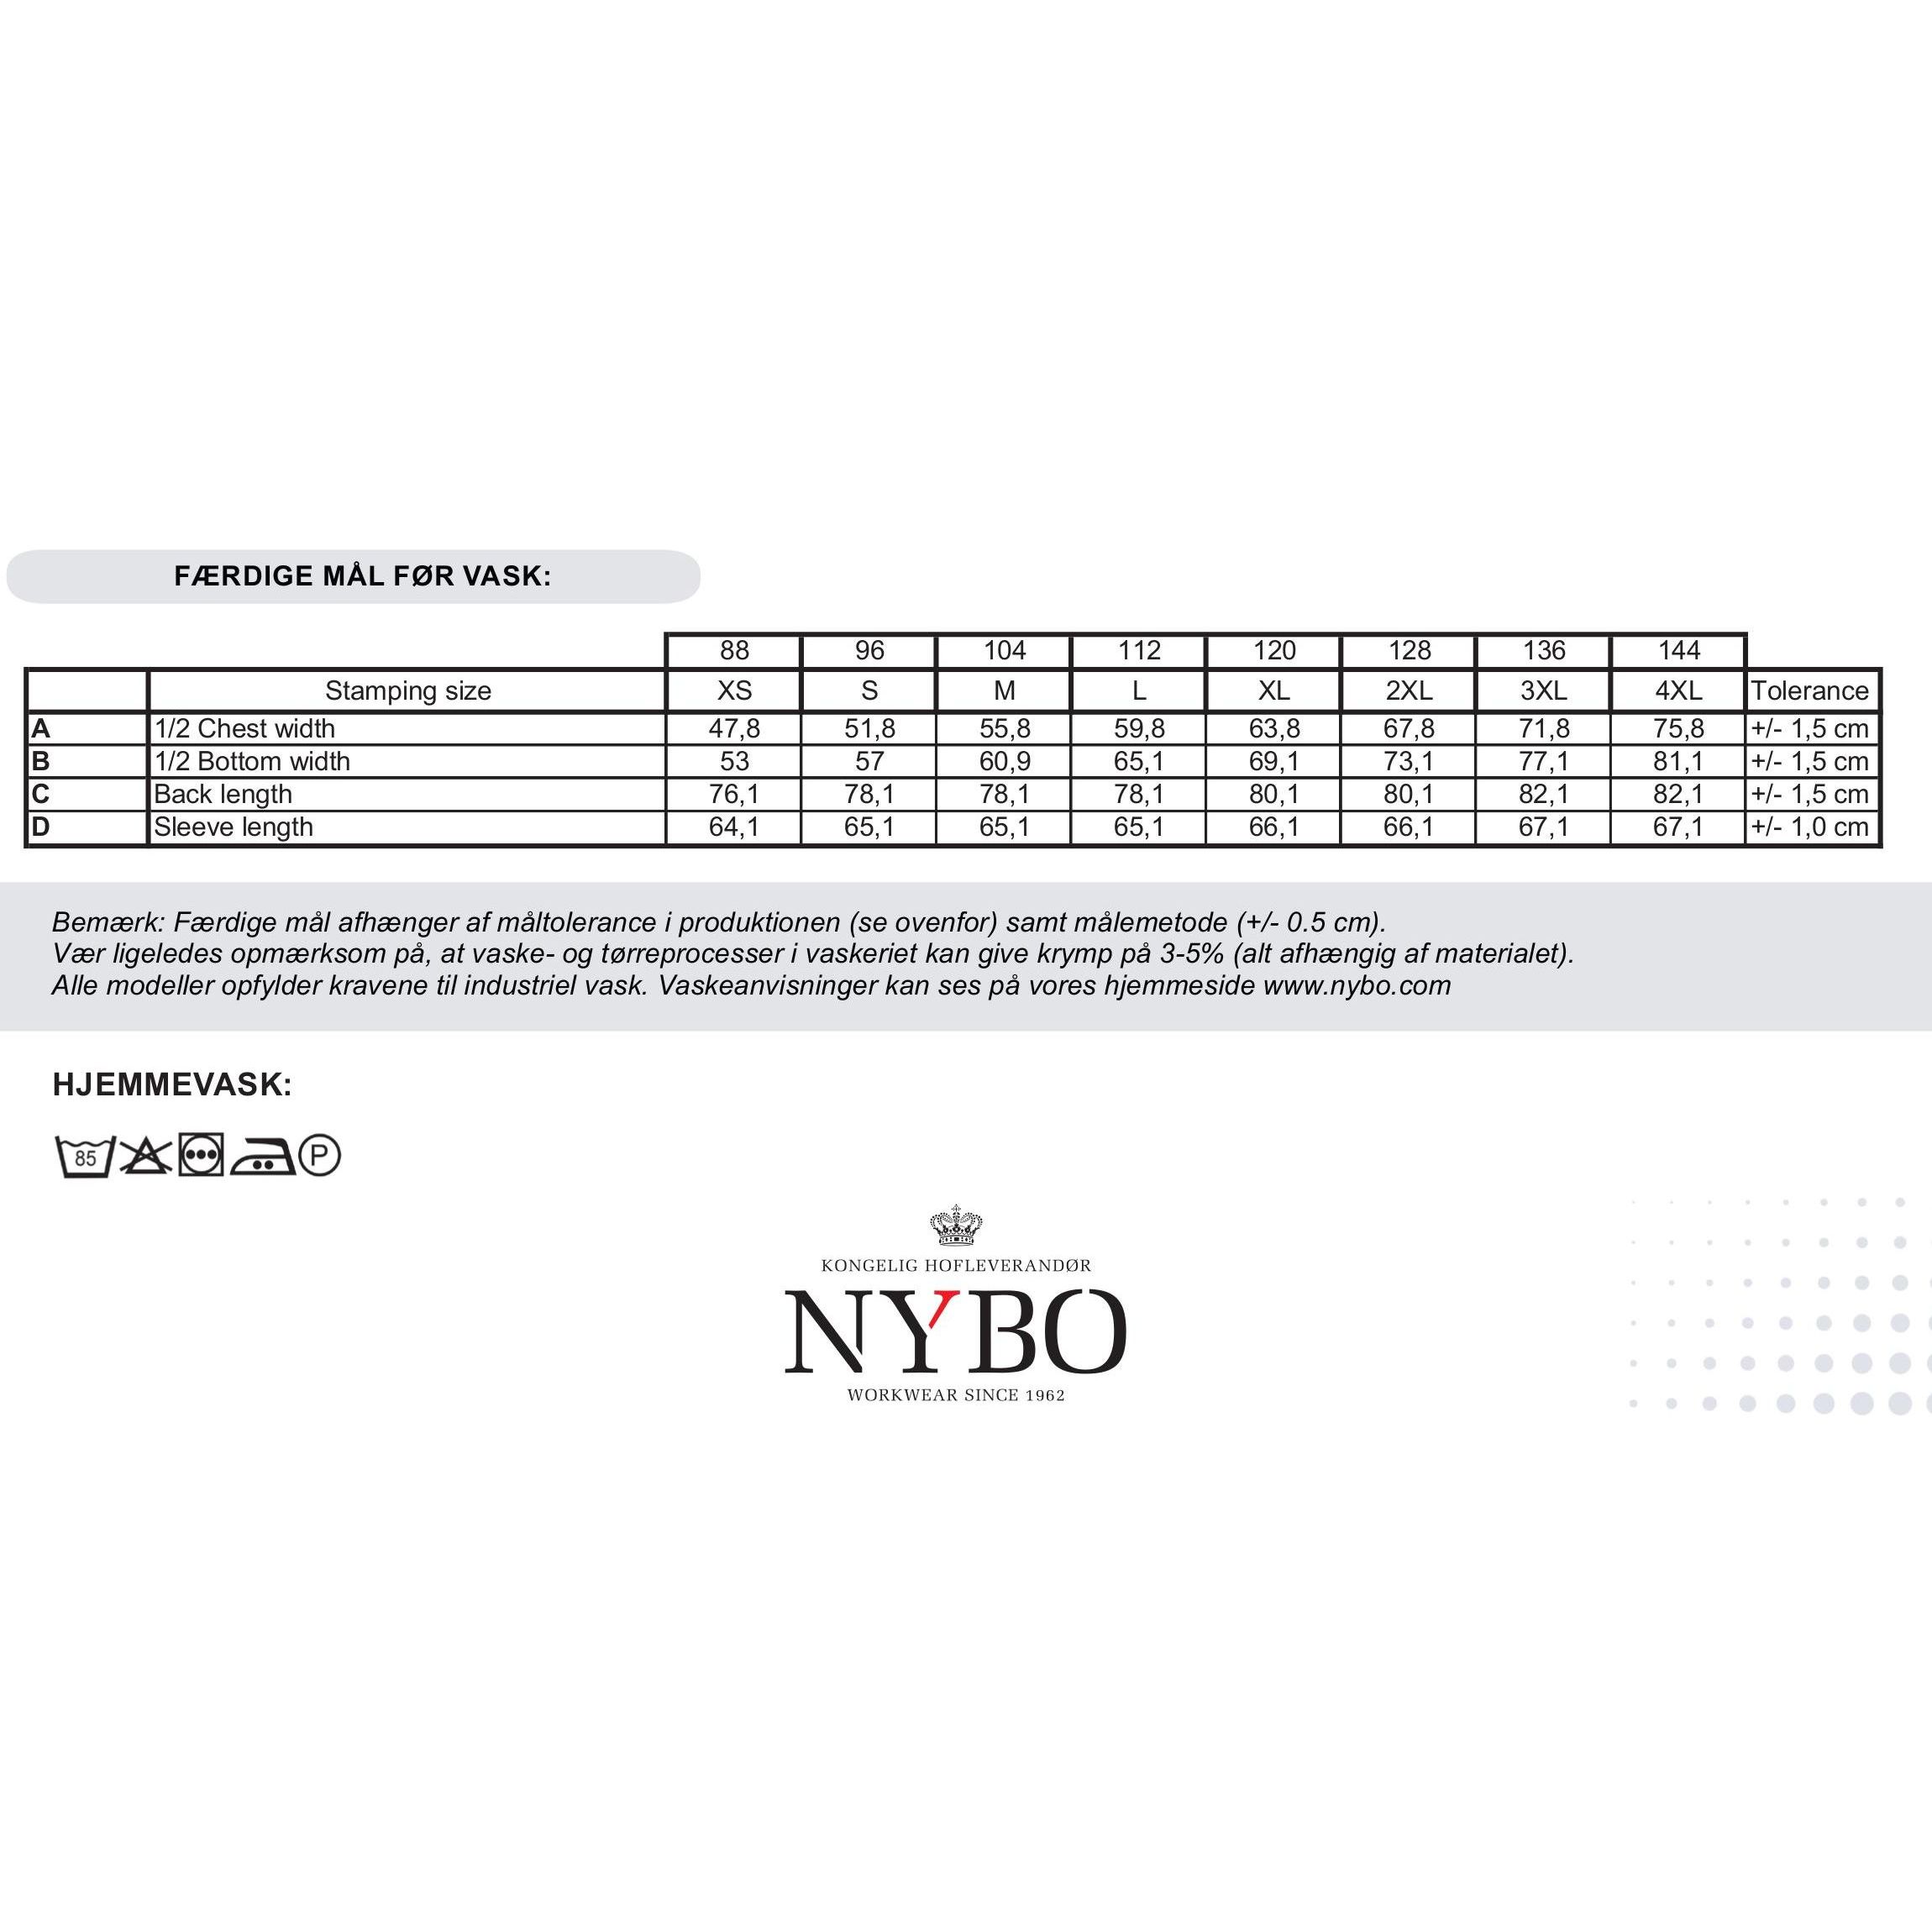 FÆRDIGE MÅL FØR VASK:
88 96 104 112 120 128 136 144
Stamping size XS S M L XL 2XL 3XL 4XL Tolerance
A 1/2 Chest width 47,8 51,8 55,8 59,8 63,8 67,8 71,8 75,8 +/- 1,5 cm
B 1/2 Bottom width 53 57 60,9 65,1 69,1 73,1 77,1 81,1 +/- 1,5 cm
C Back length 76,1 78,1 78,1 78,1 80,1 80,1 82,1 82,1 +/- 1,5 cm
D Sleeve length 64,1 65,1 65,1 65,1 66,1 66,1 67,1 67,1 +/- 1,0 cm
Bemærk: Færdige mål afhænger af måltolerance i produktionen (se ovenfor) samt målemetode (+/- 0.5 cm).
Vær ligeledes opmærksom på, at vaske- og tørreprocesser i vaskeriet kan give krymp på 3-5% (alt afhængig af materialet).
Alle modeller opfylder kravene til industriel vask. Vaskeanvisninger kan ses på vores hjemmeside www.nybo.com
HJEMMEVASK:
85 P
KONGELIG HOFLEVERANDØR
NYBO
WORKWEAR SINCE 1962